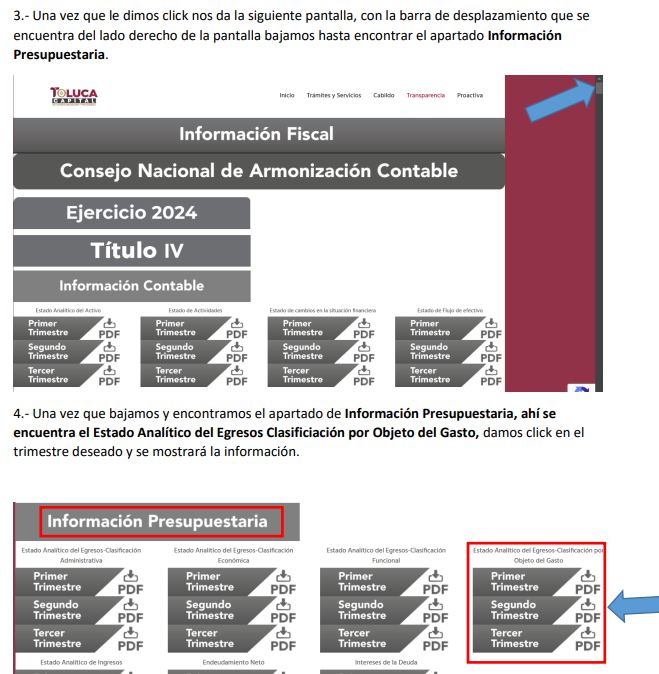 3.- Una vez que le dimos click nos da la siguiente pantalla, con la barra de desplazamiento que se
encuentra del lado derecho de la pantalla bajamos hasta encontrar el apartado Información
Presupuestaria.
TOLUCA
CAPITAL
Inicio Trámites y Servicios Cabildo Transparencia Proactiva
Información Fiscal
Consejo Nacional de Armonización Contable
Ejercicio 2024
Título IV
Información Contable
Estado Analítico del Activo Estado de Actividades Estado de cambios en la situación financiera Estado de Flujo de efectivo
Primer Trimestre PDF Primer Trimestre PDF Primer Trimestre PDF Primer Trimestre PDF
Segundo Trimestre PDF Segundo Trimestre PDF Segundo Trimestre PDF Segundo Trimestre PDF
Tercer Trimestre PDF Tercer Trimestre PDF Tercer Trimestre PDF Tercer Trimestre PDF
4.- Una vez que bajamos y encontramos el apartado de Información Presupuestaria, ahí se
encuentra el Estado Analítico del Egresos Clasificiación por Objeto del Gasto, damos click en el
trimestre deseado y se mostrará la información.
Información Presupuestaria
Estado Analítico del Egresos-Clasificación Estado Analítico del Egresos-Clasificación Estado Analítico del Egresos-Clasificación Estado Analítico del Egresos-Clasificación por
Administrativa Económica Funcional Objeto del Gasto
Primer Trimestre PDF Primer Trimestre PDF Primer Trimestre PDF Primer Trimestre PDF
Segundo Trimestre PDF Segundo Trimestre PDF Segundo Trimestre PDF Segundo Trimestre PDF
Tercer Trimestre PDF Tercer Trimestre PDF Tercer Trimestre PDF Tercer Trimestre PDF
Estado Analítico de Ingresos Endeudamiento Neto Intereses de la Deuda